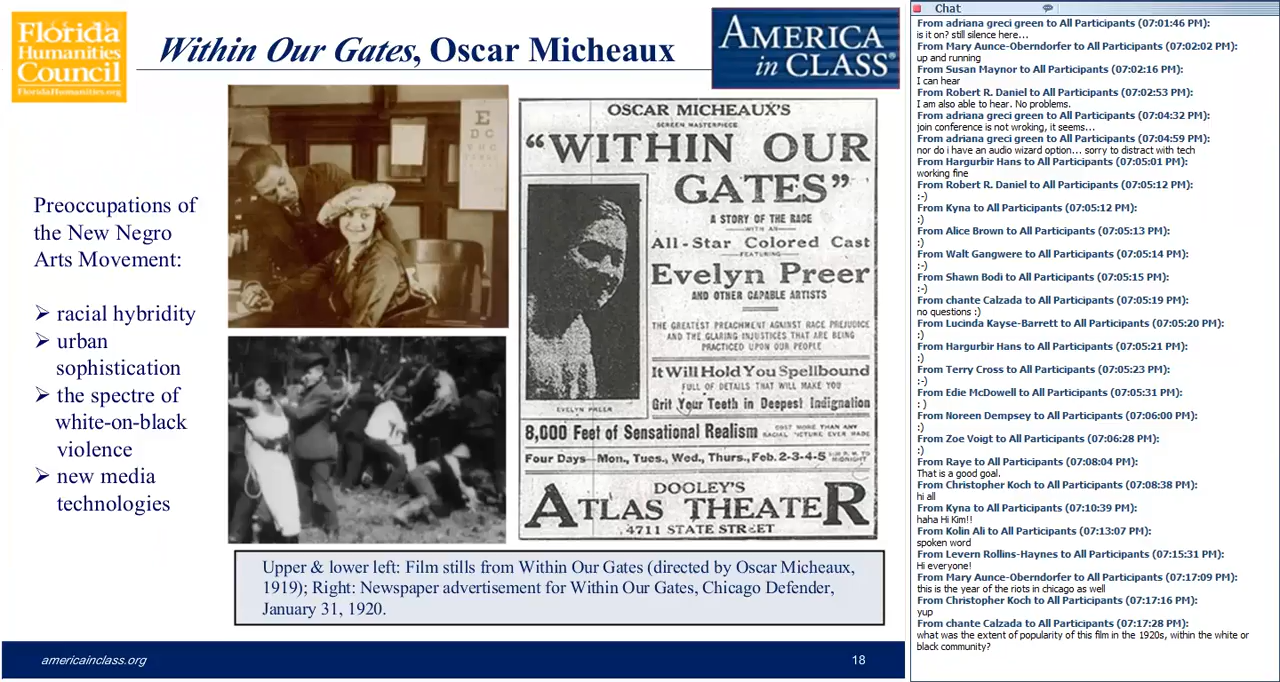 Florida
Humanities
Council
FloridaHumanities.org
Within Our Gates, Oscar Micheaux
AMERICA
in CLASS®
Preoccupations of
the New Negro
Arts Movement:
➢ racial hybridity
➢ urban
sophistication
➢ the spectre of
white-on-black
violence
➢ new media
technologies
E
OSCAR MICHEAUX'S
SCREEN MASTERPIECE
"WITHIN OUR
GATES"
A STORY OF THE RACE
WITH AN
All-Star Colored Cast
FEATURING
Evelyn Preer
AND OTHER CAPABLE ARTISTS
THE GREATEST PREACHMENT AGAINST RACE PREJUDICE
AND THE GLARING INJUSTICES THAT ARE BEING
PRACTICED UPON OUR PEOPLE
It Will Hold You Spellbound
FULL OF DETAILS THAT WILL MAKE YOU
Grit Your Teeth in Deepest Indignation
EVELYN PREER
8,000 Feet of Sensational Realism
COST MORE THAN ANY
RACIAL PICTURE EVER MADE
Four Days—Mon., Tues., Wed., Thurs., Feb. 2-3-4-5
MIDNIGHT
DOOLEY'S
ATLAS THEATER
4711 STATE STREET
Upper & lower left: Film stills from Within Our Gates (directed by Oscar Micheaux,
1919); Right: Newspaper advertisement for Within Our Gates, Chicago Defender,
January 31, 1920.
americainclass.org
18
Chat
From adriana greci green to All Participants (07:01:46 PM):
is it on? still silence here...
From Mary Aunce-Oberndorfer to All Participants (07:02:02 PM):
up and running
From Susan Maynor to All Participants (07:02:16 PM):
I can hear
From Robert R. Daniel to All Participants (07:02:53 PM):
I am also able to hear. No problems.
From adriana greci green to All Participants (07:04:32 PM):
join conference is not wroking, it seems...
From adriana greci green to All Participants (07:04:59 PM):
nor do i have an audio wizard option... sorry to distract with tech
From Hargurbir Hans to All Participants (07:05:01 PM):
working fine
From Robert R. Daniel to All Participants (07:05:12 PM):
:-)
From Kyna to All Participants (07:05:12 PM):
:)
From Alice Brown to All Participants (07:05:13 PM):
:)
From Walt Gangwere to All Participants (07:05:14 PM):
:-)
From Shawn Bodi to All Participants (07:05:15 PM):
:-)
From chante Calzada to All Participants (07:05:19 PM):
no questions :)
From Lucinda Kayse-Barrett to All Participants (07:05:20 PM):
:)
From Hargurbir Hans to All Participants (07:05:21 PM):
:)
From Terry Cross to All Participants (07:05:23 PM):
:-)
From Edie McDowell to All Participants (07:05:31 PM):
: )
From Noreen Dempsey to All Participants (07:06:00 PM):
:)
From Zoe Voigt to All Participants (07:06:28 PM):
:)
From Raye to All Participants (07:08:04 PM):
That is a good goal.
From Christopher Koch to All Participants (07:08:38 PM):
hi all
From Kyna to All Participants (07:10:39 PM):
haha Hi Kim!!
From Kolin Ali to All Participants (07:13:07 PM):
spoken word
From Levern Rollins-Haynes to All Participants (07:15:31 PM):
Hi everyone!
From Mary Aunce-Oberndorfer to All Participants (07:17:09 PM):
this is the year of the riots in chicago as well
From Christopher Koch to All Participants (07:17:16 PM):
yup
From chante Calzada to All Participants (07:17:28 PM):
what was the extent of popularity of this film in the 1920s, within the white or
black community?